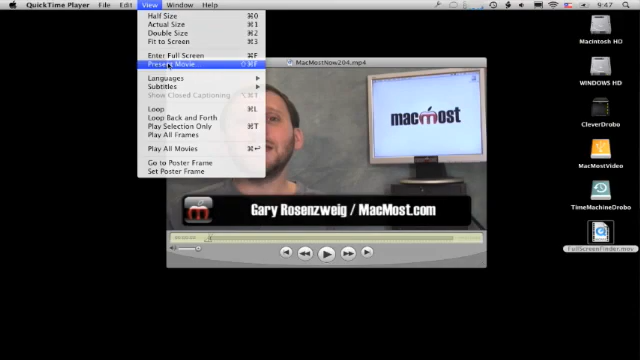 QuickTime Player File Edit View Window Help 9:47
Half Size ⌘0
Actual Size ⌘1
Double Size ⌘2
Fit to Screen ⌘3
Enter Full Screen ⌘F
Present Movie... ⇧⌘F
Languages
Subtitles
Show Closed Captioning ⌥⌘T
Loop ⌘L
Loop Back and Forth
Play Selection Only ⌘T
Play All Frames
Play All Movies
Go to Poster Frame
Set Poster Frame
MacMostNow204.mp4
macmost
Gary Rosenzweig / MacMost.com
Macintosh HD
WINDOWS HD
CleverDrobo
MacMostVideo
TimeMachineDrobo
FullScreenFinder.mov